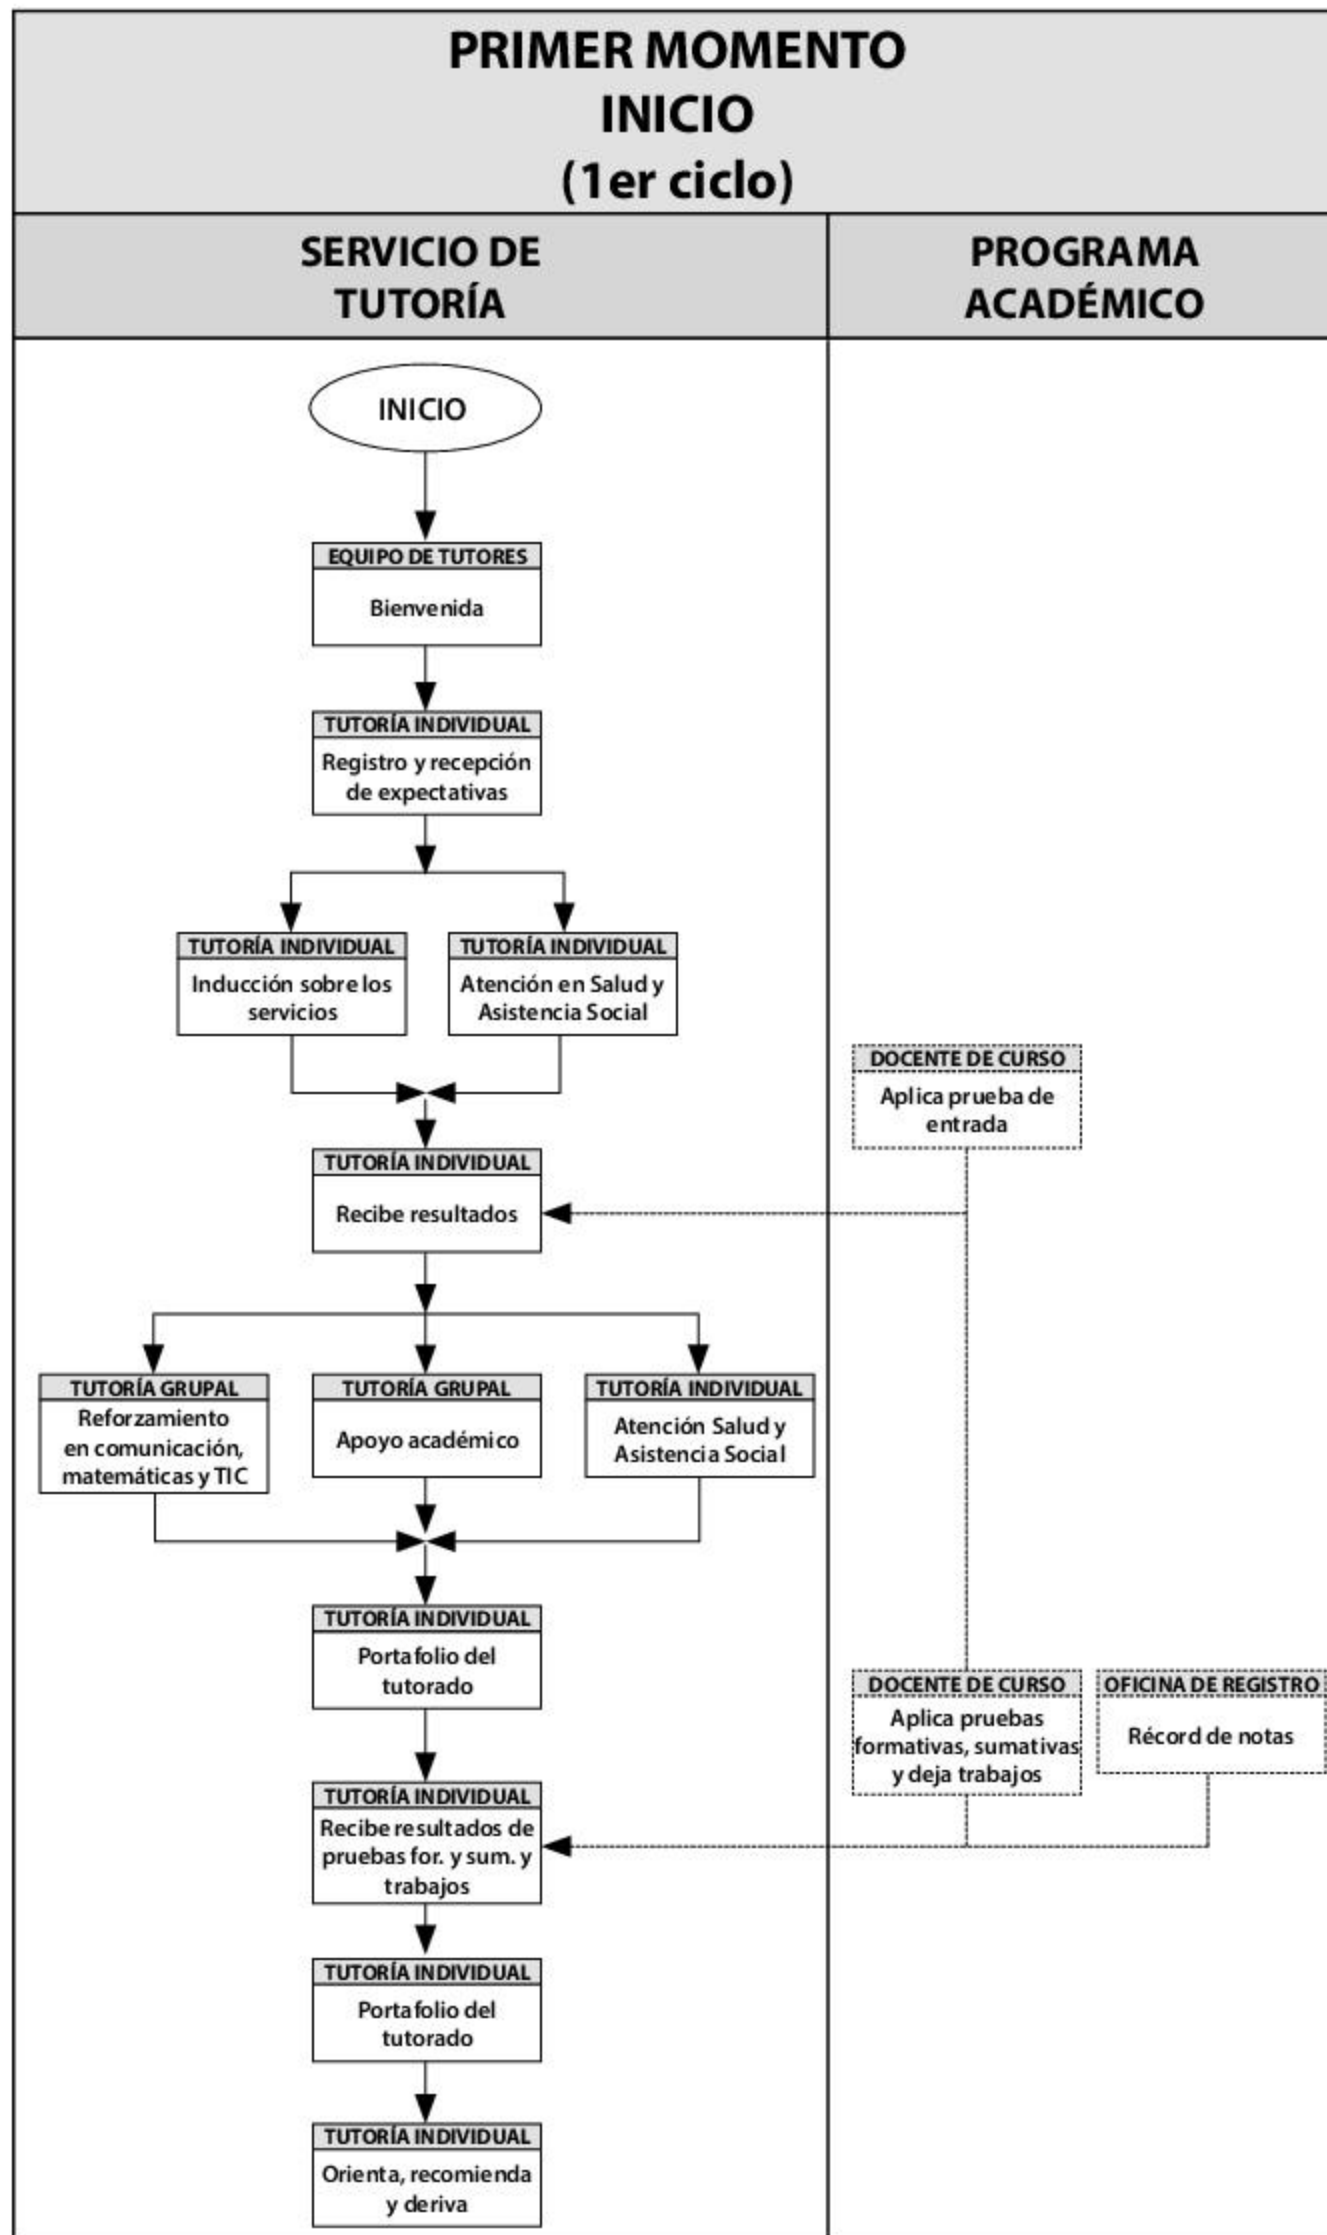 PRIMER MOMENTO
INICIO
(1er ciclo)
SERVICIO DE
TUTORÍA
PROGRAMA
ACADÉMICO
INICIO
EQUIPO DE TUTORES
Bienvenida
TUTORÍA INDIVIDUAL
Registro y recepción
de expectativas
TUTORÍA INDIVIDUAL
Inducción sobre los
servicios
TUTORÍA INDIVIDUAL
Atención en Salud y
Asistencia Social
DOCENTE DE CURSO
Aplica prueba de
entrada
TUTORÍA INDIVIDUAL
Recibe resultados
TUTORÍA GRUPAL
Reforzamiento
en comunicación,
matemáticas y TIC
TUTORÍA GRUPAL
Apoyo académico
TUTORÍA INDIVIDUAL
Atención Salud y
Asistencia Social
TUTORÍA INDIVIDUAL
Portafolio del
tutorado
DOCENTE DE CURSO
Aplica pruebas
formativas, sumativas
y deja trabajos
OFICINA DE REGISTRO
Récord de notas
TUTORÍA INDIVIDUAL
Recibe resultados de
pruebas for. y sum. y
trabajos
TUTORÍA INDIVIDUAL
Portafolio del
tutorado
TUTORÍA INDIVIDUAL
Orienta, recomienda
y deriva